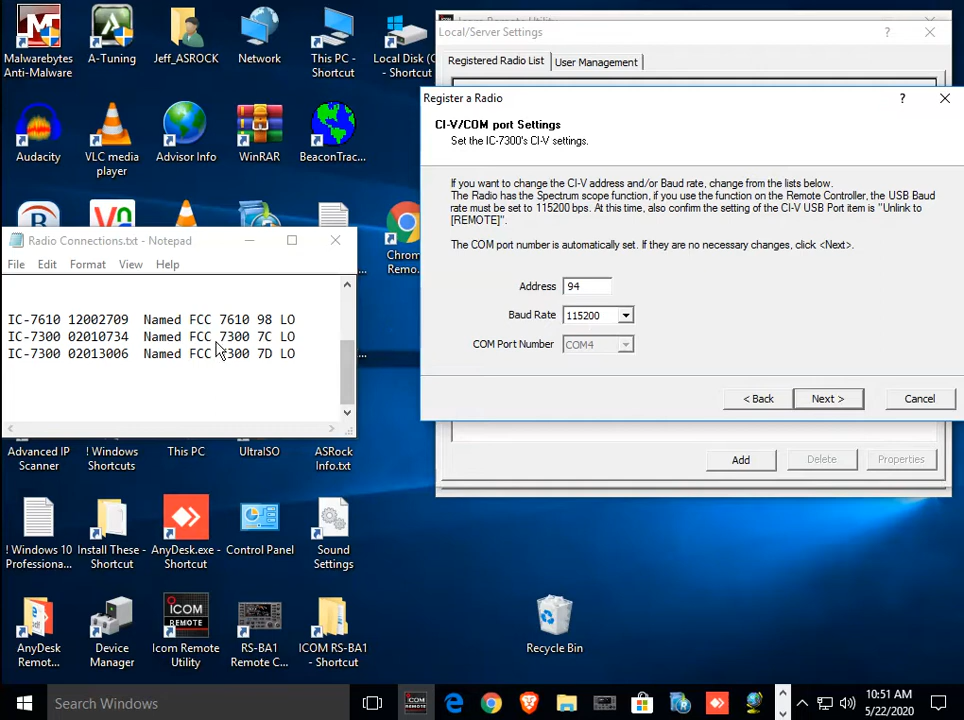 Malwarebytes
Anti-Malware
A-Tuning
Jeff_ASROCK
Network
This PC -
Shortcut
Local Disk (
- Shortcut
Audacity
VLC media
player
Advisor Info
WinRAR
BeaconTrac...
Chrom
Remo...
Radio Connections.txt - Notepad
File Edit Format View Help
IC-7610 12002709 Named FCC 7610 98 LO
IC-7300 02010734 Named FCC 7300 7C LO
IC-7300 02013006 Named FCC 7300 7D LO
Local/Server Settings
?
Registered Radio List
User Management
Register a Radio
?
CI-V/COM port Settings
Set the IC-7300's CI-V settings.
If you want to change the CI-V address and/or Baud rate, change from the lists below.
The Radio has the Spectrum scope function, if you use the function on the Remote Controller, the USB Baud
rate must be set to 115200 bps. At this time, also confirm the setting of the CI-V USB Port item is "Unlink to
[REMOTE]".
The COM port number is automatically set. If they are no necessary changes, click <Next>.
Address 94
Baud Rate 115200
COM Port Number COM4
< Back Next > Cancel
Add Delete Properties
Advanced IP
Scanner
! Windows
Shortcuts
This PC
UltraISO
ASRock
Info.txt
! Windows 10
Professiona...
Install These -
Shortcut
AnyDesk.exe -
Shortcut
Control Panel
Sound
Settings
AnyDesk
Remot...
Device
Manager
ICOM
REMOTE
Icom Remote
Utility
RS-BA1
Remote C...
ICOM RS-BA1
- Shortcut
Recycle Bin
Search Windows
10:51 AM
5/22/2020